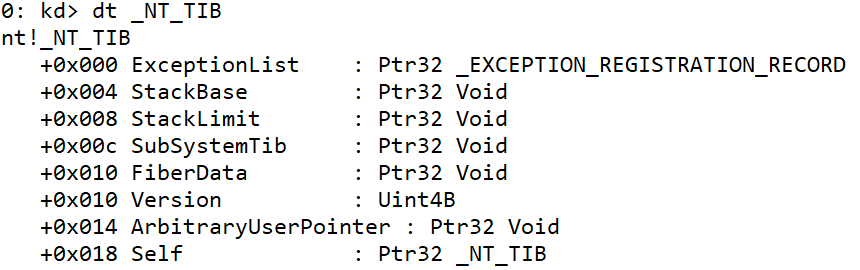 0: kd> dt _NT_TIB
nt!_NT_TIB
   +0x000 ExceptionList    : Ptr32 _EXCEPTION_REGISTRATION_RECORD
   +0x004 StackBase        : Ptr32 Void
   +0x008 StackLimit       : Ptr32 Void
   +0x00c SubSystemTib     : Ptr32 Void
   +0x010 FiberData        : Ptr32 Void
   +0x010 Version          : Uint4B
   +0x014 ArbitraryUserPointer : Ptr32 Void
   +0x018 Self             : Ptr32 _NT_TIB